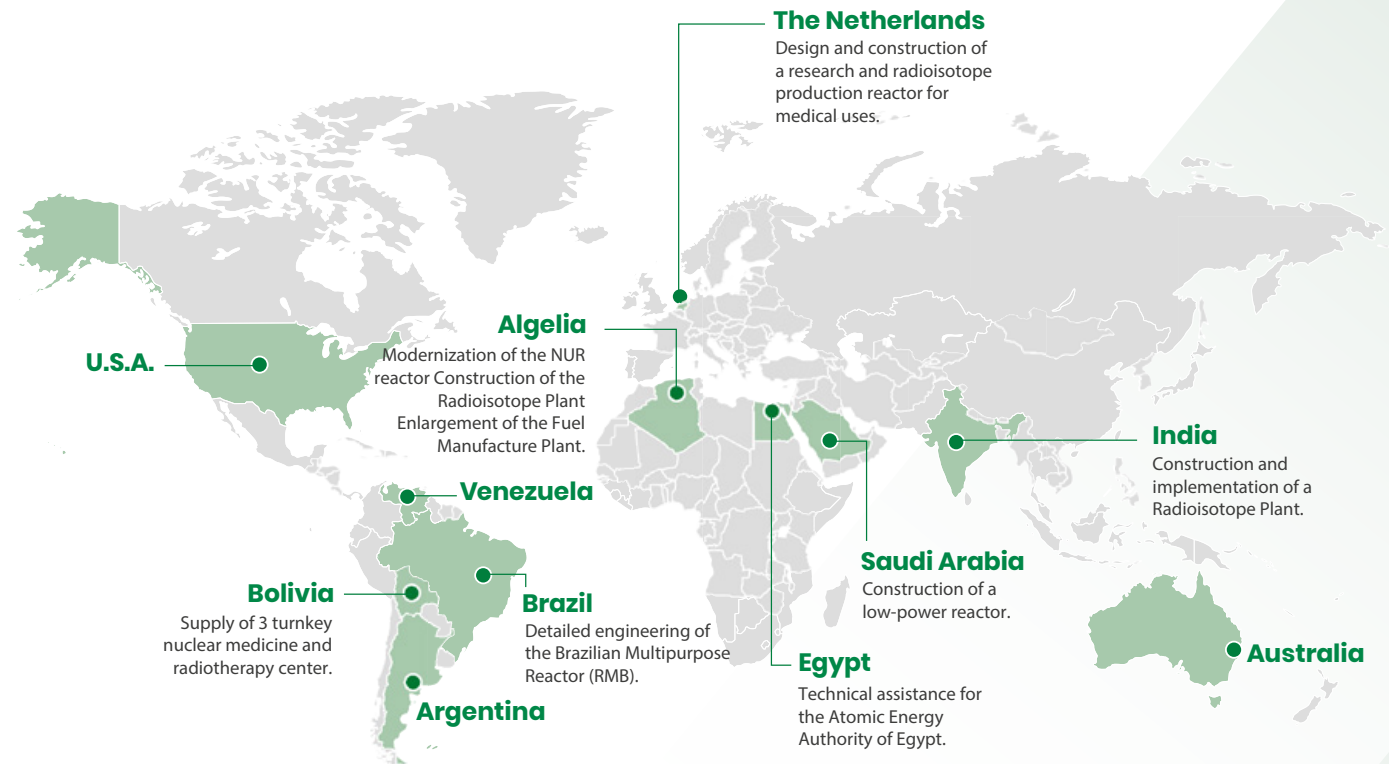 The Netherlands
Design and construction of
a research and radioisotope
production reactor for
medical uses.
Algelia
Modernization of the NUR
reactor Construction of the
Radioisotope Plant
Enlargement of the Fuel
Manufacture Plant.
U.S.A.
India
Construction and
implementation of a
Radioisotope Plant.
Venezuela
Saudi Arabia
Construction of a
low-power reactor.
Bolivia
Supply of 3 turnkey
nuclear medicine and
radiotherapy center.
Brazil
Detailed engineering of
the Brazilian Multipurpose
Reactor (RMB).
Egypt
Technical assistance for
the Atomic Energy
Authority of Egypt.
Australia
Argentina